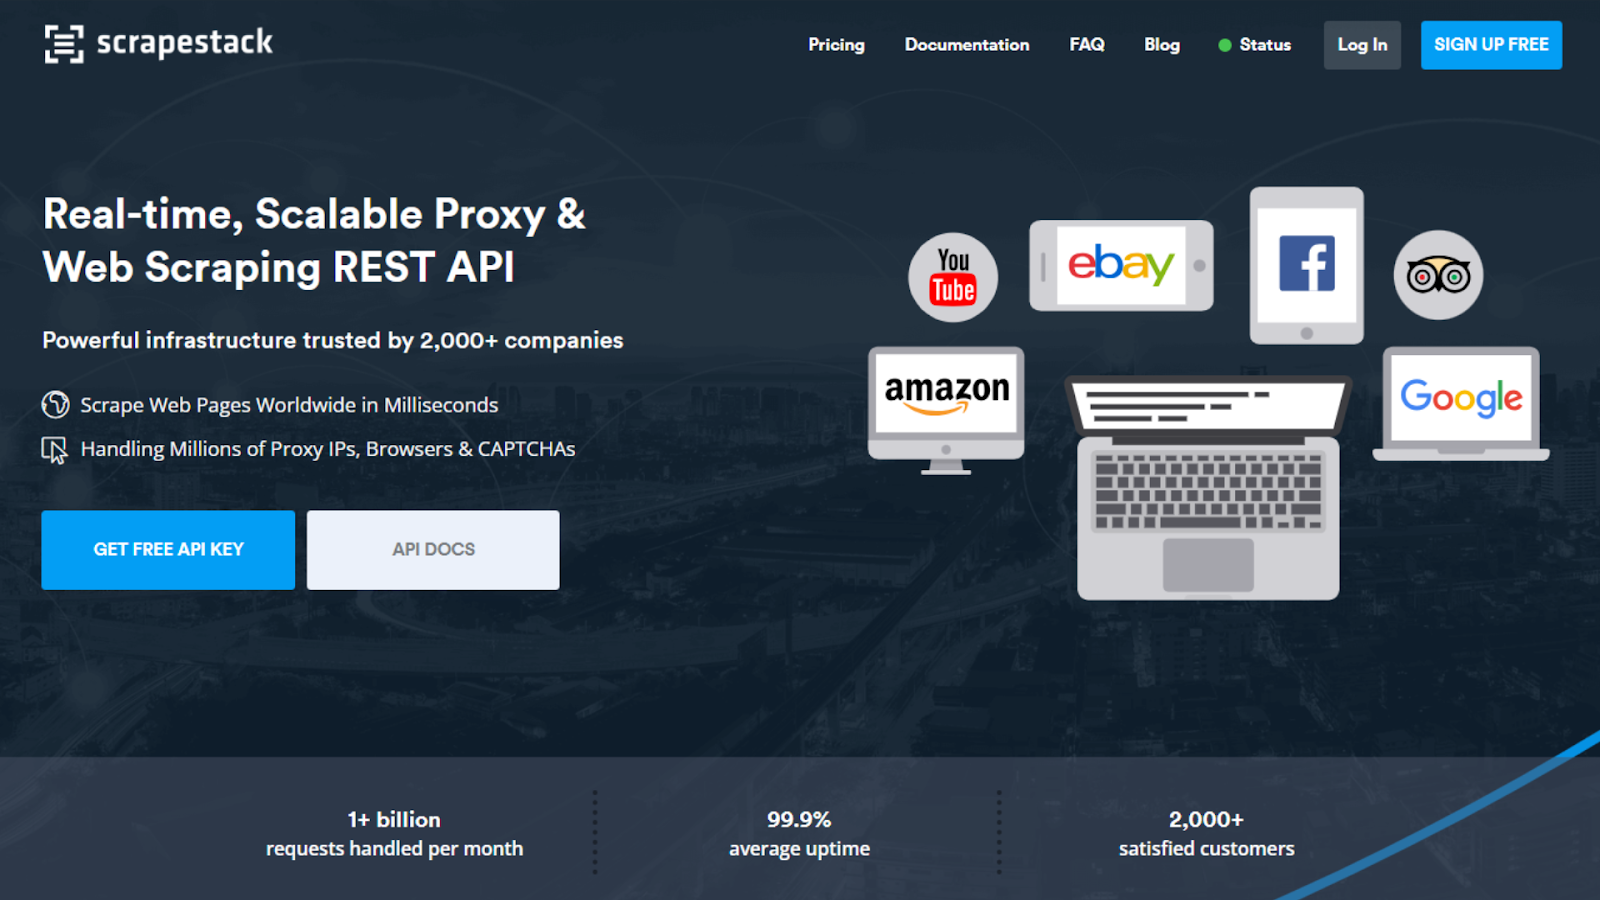 scrapestack
Pricing
Documentation
FAQ
Blog
Status
Log In
SIGN UP FREE
Real-time, Scalable Proxy &
Web Scraping REST API
Powerful infrastructure trusted by 2,000+ companies
Scrape Web Pages Worldwide in Milliseconds
Handling Millions of Proxy IPs, Browsers & CAPTCHAs
GET FREE API KEY
API DOCS
You
Tube
ebay
f
amazon
Google
1+ billion
requests handled per month
99.9%
average uptime
2,000+
satisfied customers